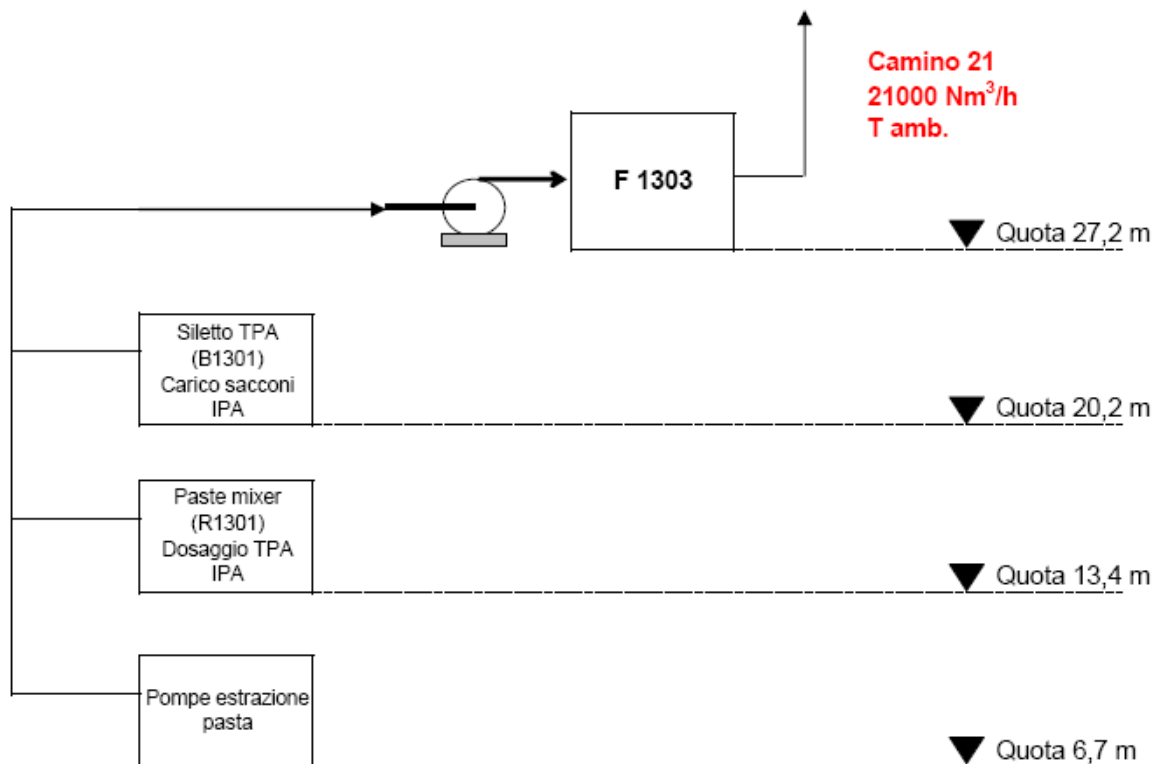 Camino 21
21000 Nm³/h
T amb.
F 1303
Quota 27,2 m
Siletto TPA
(B1301)
Carico sacconi
IPA
Quota 20,2 m
Paste mixer
(R1301)
Dosaggio TPA
IPA
Quota 13,4 m
Pompe estrazione
pasta
Quota 6,7 m